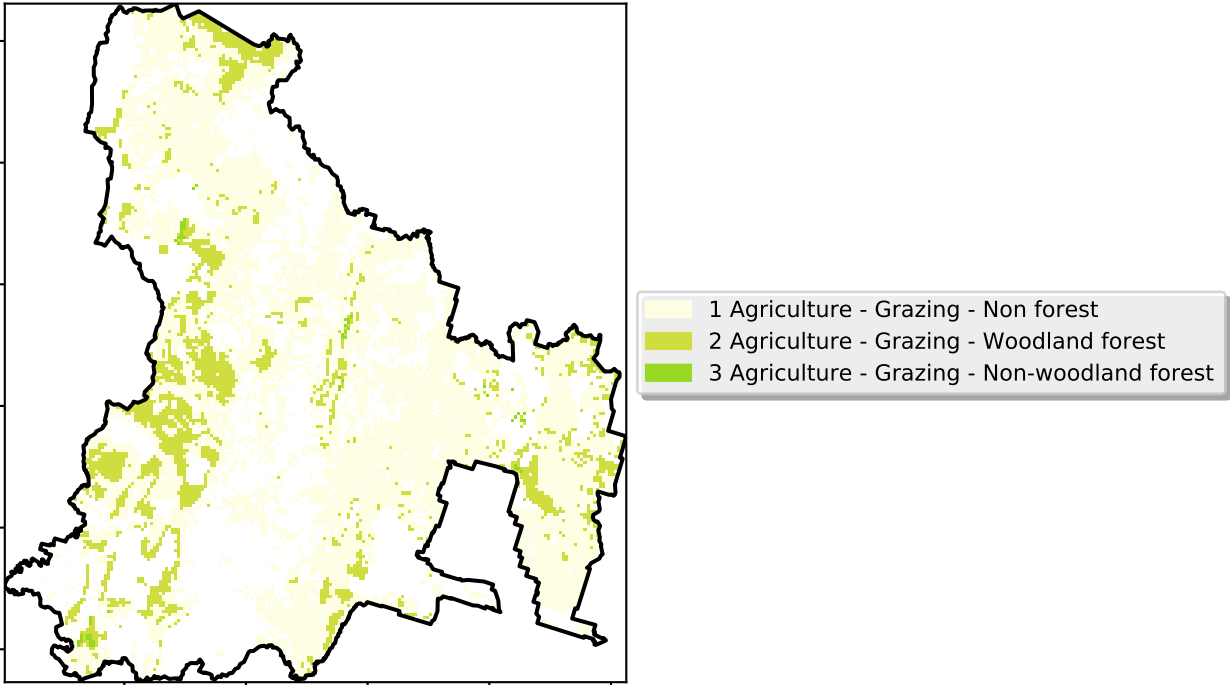 1 Agriculture - Grazing - Non forest
2 Agriculture - Grazing - Woodland forest
3 Agriculture - Grazing - Non-woodland forest